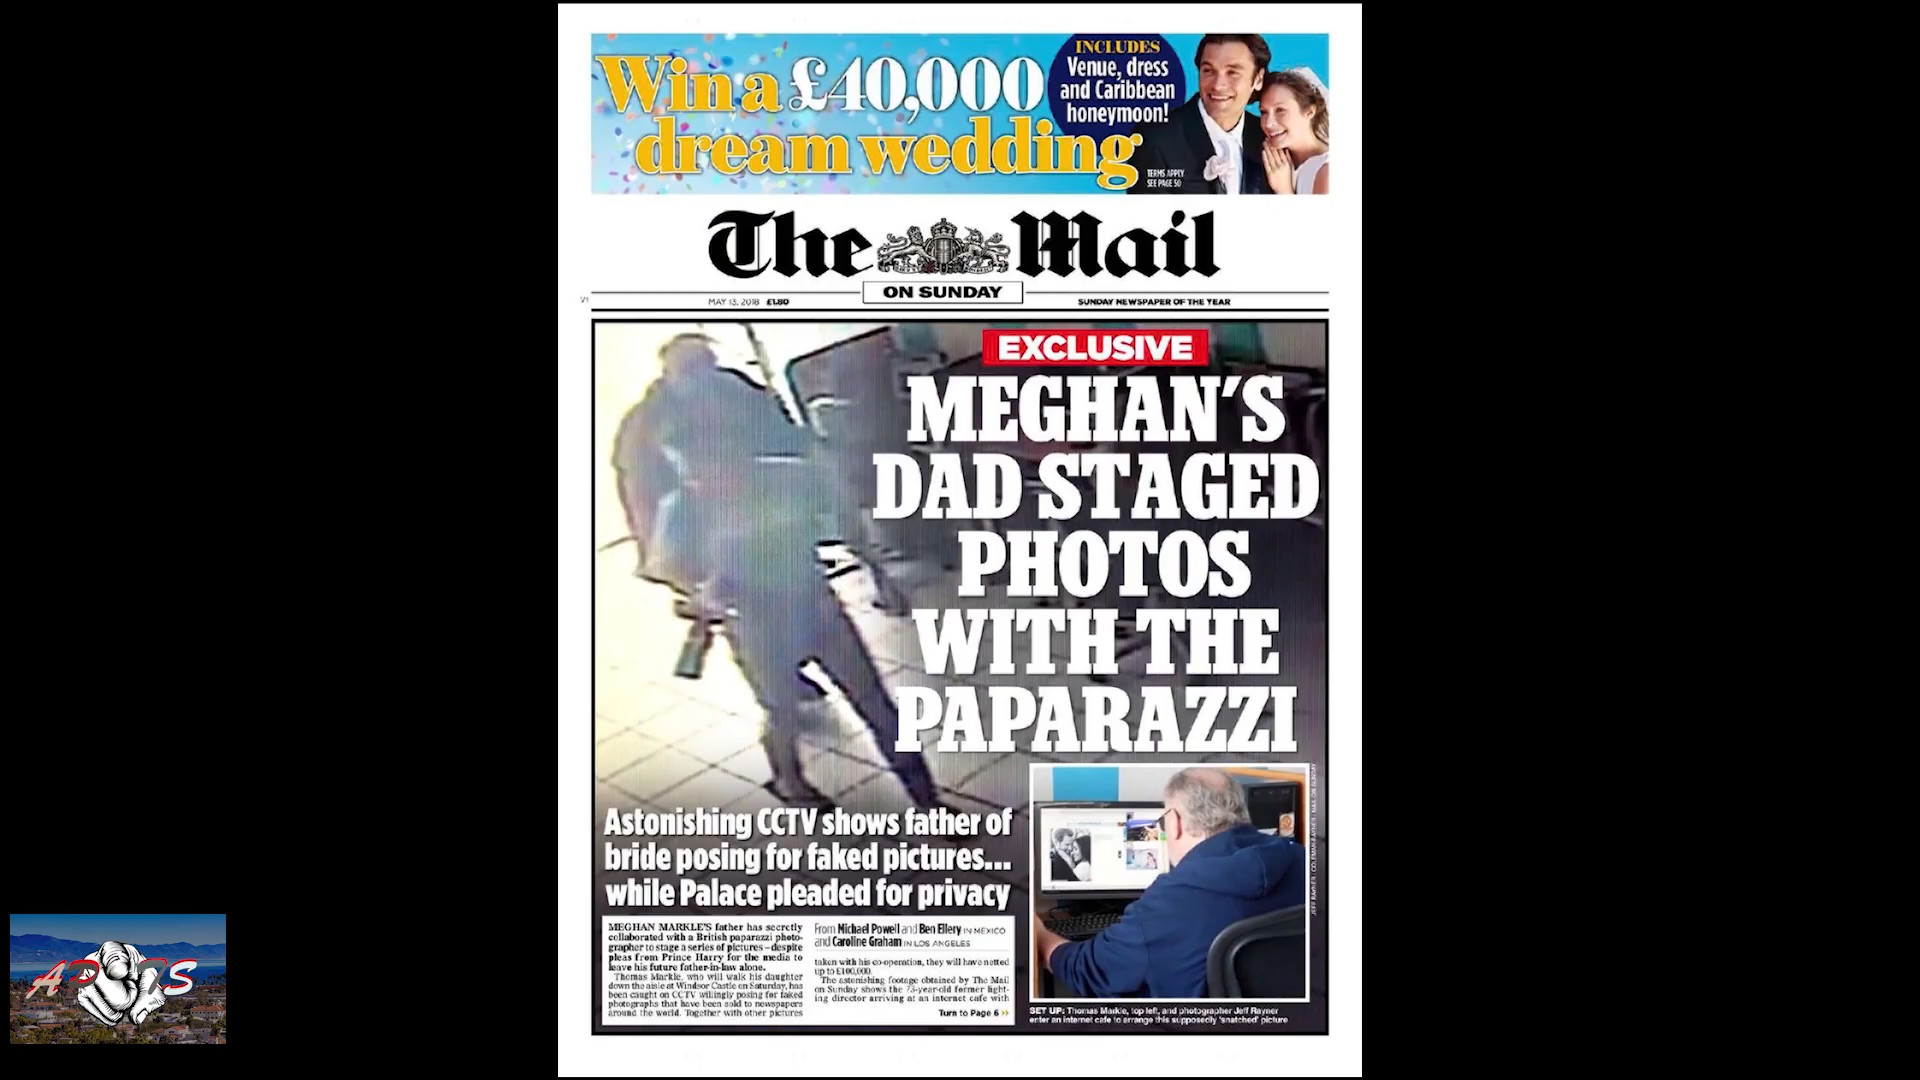 Win a £40,000
dream wedding
INCLUDES
Venue, dress
and Caribbean
honeymoon!
TERMS APPLY
SEE PAGE 50
The Mail
ON SUNDAY
V1
MAY 13, 2018 £1.80
SUNDAY NEWSPAPER OF THE YEAR
EXCLUSIVE
MEGHAN'S
DAD STAGED
PHOTOS
WITH THE
PAPARAZZI
Astonishing CCTV shows father of
bride posing for faked pictures...
while Palace pleaded for privacy
MEGHAN MARKLE'S father has secretly
collaborated with a British paparazzi photo-
grapher to stage a series of pictures – despite
pleas from Prince Harry for the media to
leave his future father-in-law alone.
Thomas Markle, who will walk his daughter
down the aisle at Windsor Castle on Saturday, has
been caught on CCTV willingly posing for faked
photographs that have been sold to newspapers
around the world. Together with other pictures
From Michael Powell and Ben Ellery IN MEXICO
and Caroline Graham IN LOS ANGELES
taken with his co-operation, they will have netted
up to £100,000.
The astonishing footage obtained by The Mail
on Sunday shows the 73-year-old former light-
ing director arriving at an internet cafe with
Turn to Page 6 »
SET UP: Thomas Markle, top left, and photographer Jeff Rayner
enter an internet cafe to arrange this supposedly 'snatched' picture